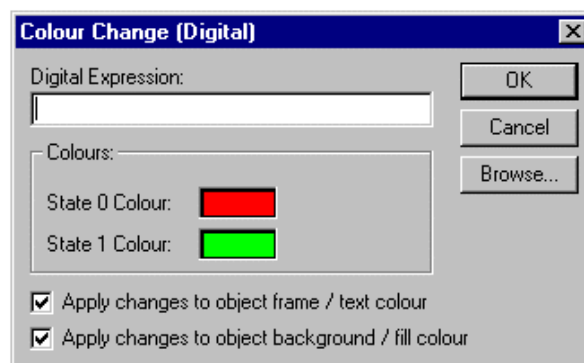 Colour Change (Digital)
Digital Expression:
OK
Cancel
Browse...
Colours:
State 0 Colour:
State 1 Colour:
Apply changes to object frame / text colour
Apply changes to object background / fill colour